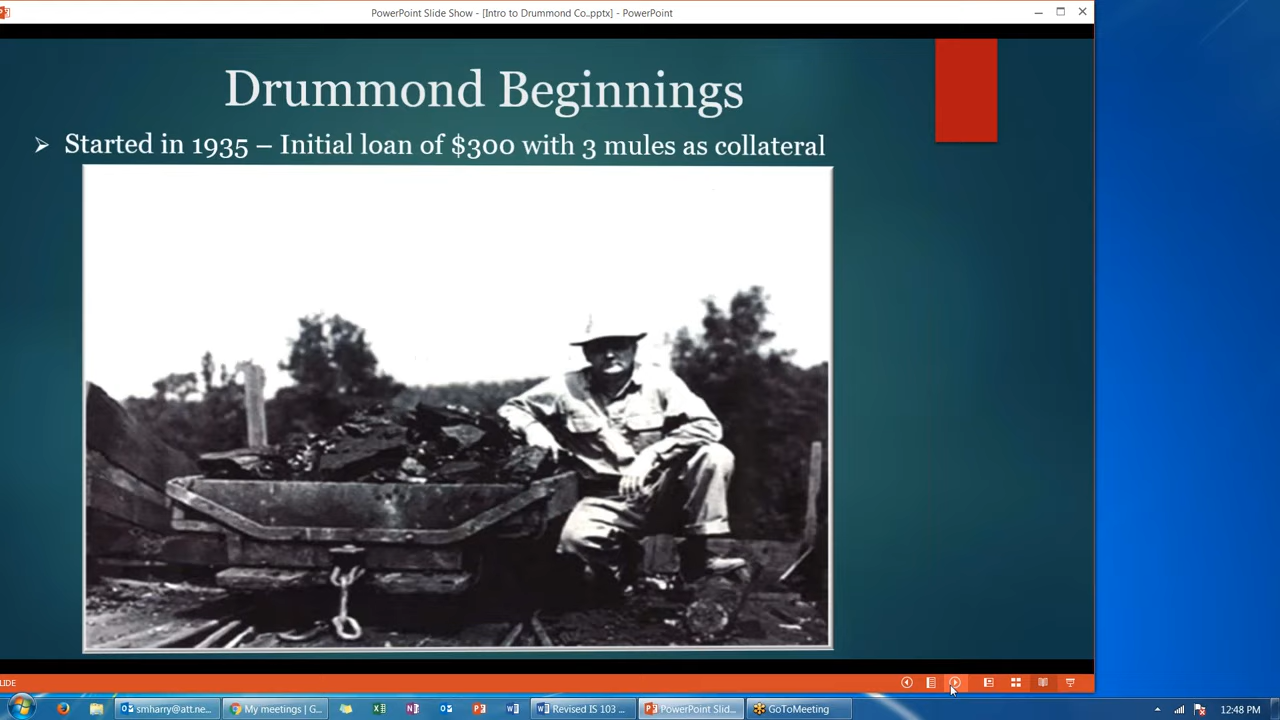 PowerPoint Slide Show - [Intro to Drummond Co..pptx] - PowerPoint
Drummond Beginnings
Started in 1935 – Initial loan of $300 with 3 mules as collateral
LIDE
smharry@att.ne...
My meetings | G...
Revised IS 103 ...
PowerPoint Slid...
GoToMeeting
12:48 PM